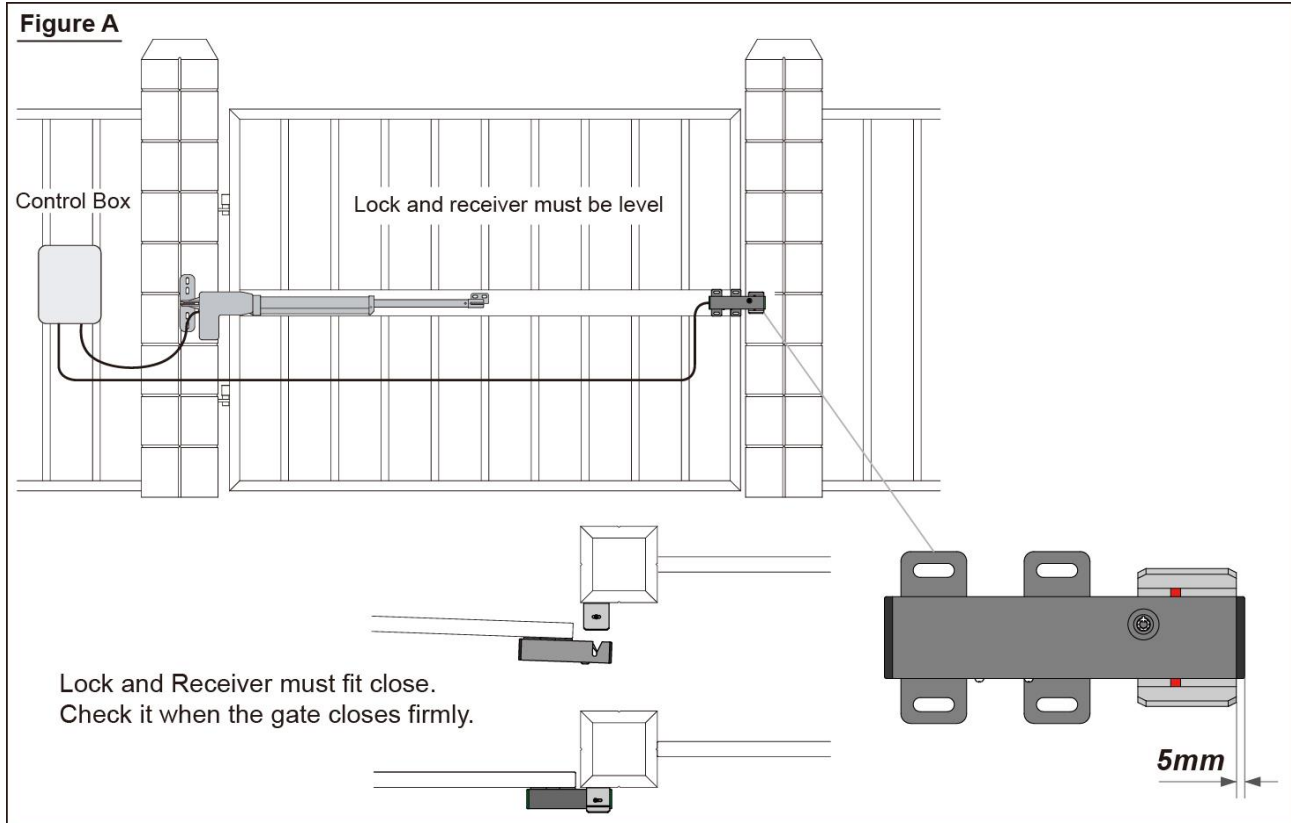 Figure A
Control Box
Lock and receiver must be level
Lock and Receiver must fit close.
Check it when the gate closes firmly.
5mm